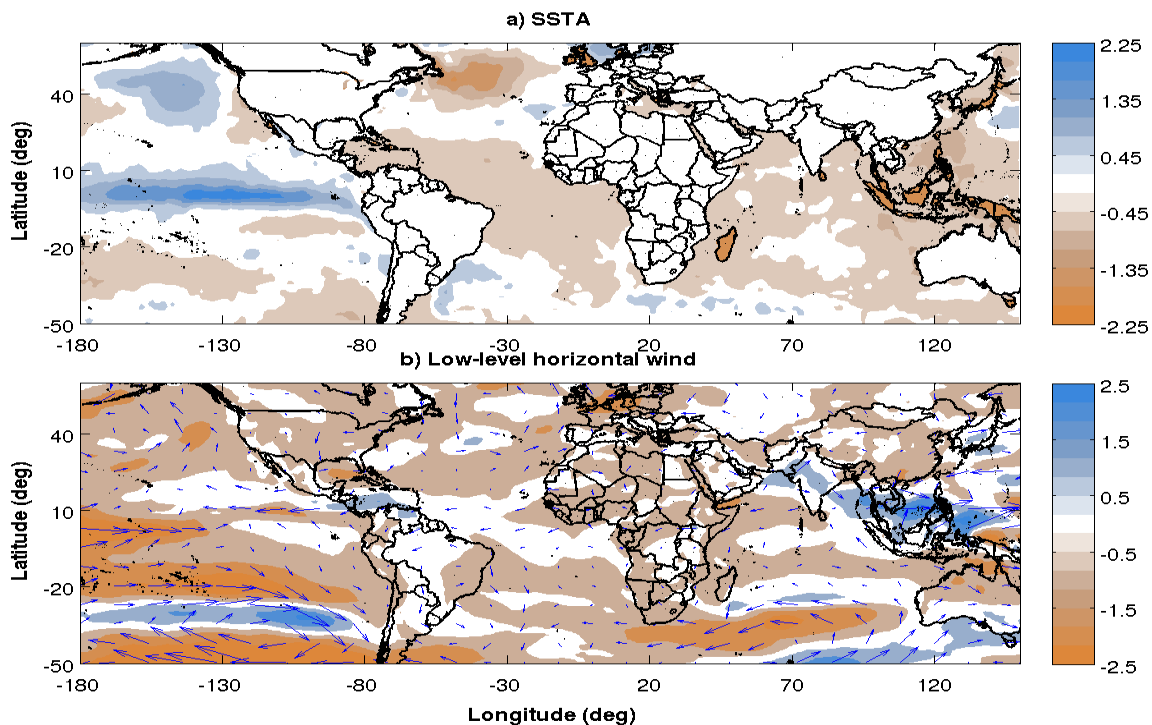 a) SSTA
Latitude (deg)
40
10
-20
-50
-180 -130 -80 -30 20 70 120
2.25
1.35
0.45
-0.45
-1.35
-2.25
b) Low-level horizontal wind
Latitude (deg)
40
10
-20
-50
-180 -130 -80 -30 20 70 120
2.5
1.5
0.5
-0.5
-1.5
-2.5
Longitude (deg)